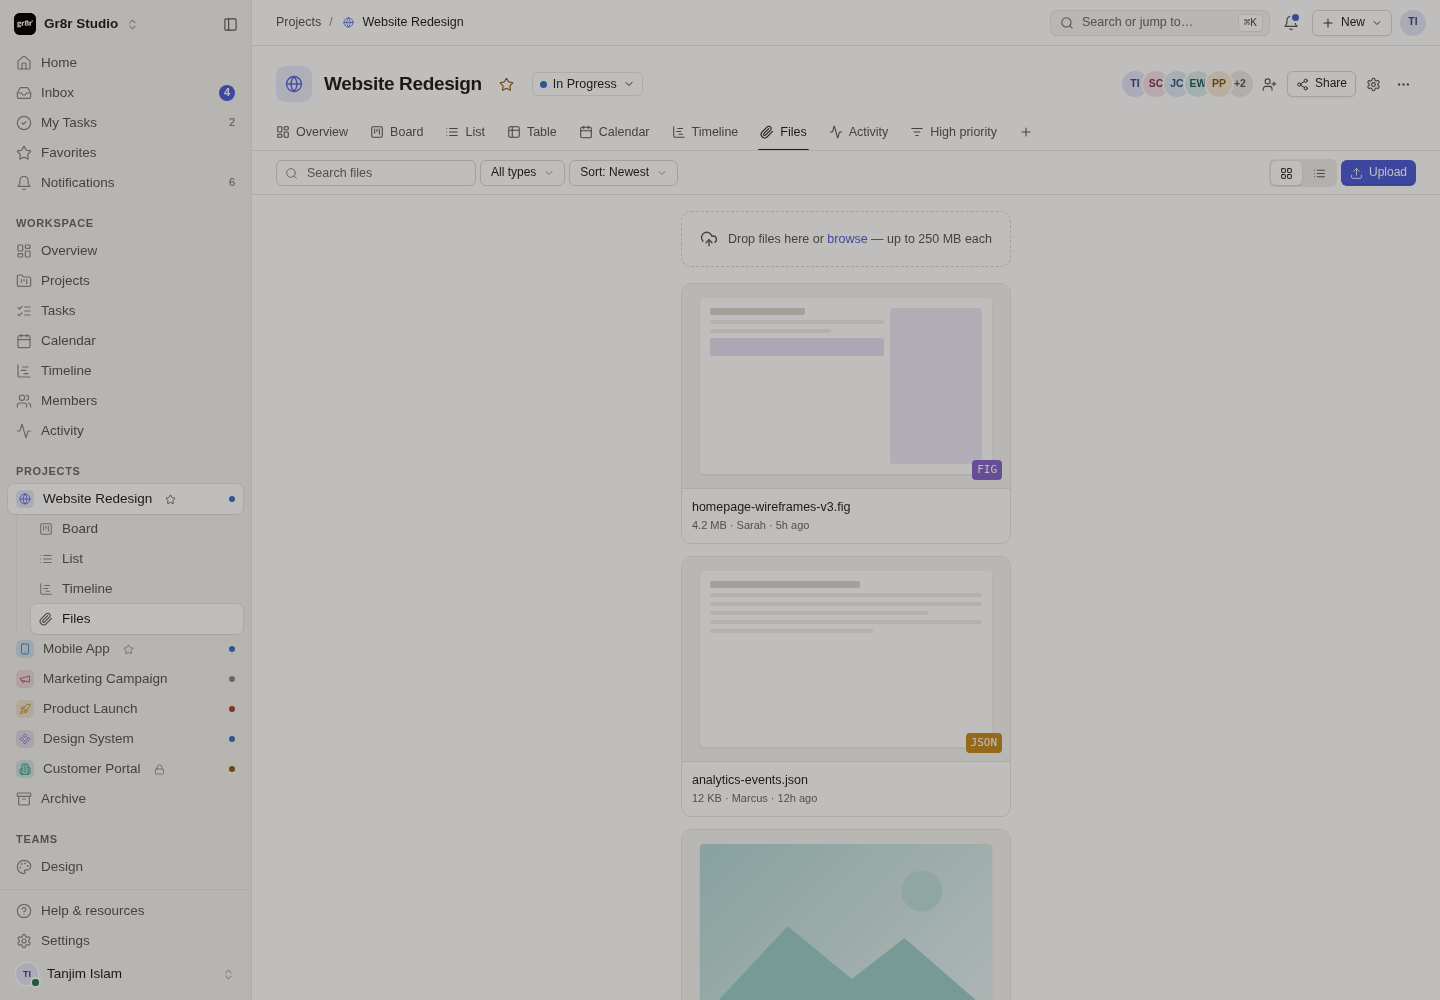 gr8r
Gr8r Studio
Home
Inbox
4
My Tasks
2
Favorites
Notifications
6
WORKSPACE
Overview
Projects
Tasks
Calendar
Timeline
Members
Activity
PROJECTS
Website Redesign
Board
List
Timeline
Files
Mobile App
Marketing Campaign
Product Launch
Design System
Customer Portal
Archive
TEAMS
Design
Help & resources
Settings
TI
Tanjim Islam
Projects / Website Redesign
Search or jump to…
⌘K
New
TI
Website Redesign
In Progress
TI SC JC EW PP +2
Share
Overview Board List Table Calendar Timeline Files Activity High priority
Search files
All types
Sort: Newest
Upload
Drop files here or browse — up to 250 MB each
FIG
homepage-wireframes-v3.fig
4.2 MB · Sarah · 5h ago
JSON
analytics-events.json
12 KB · Marcus · 12h ago